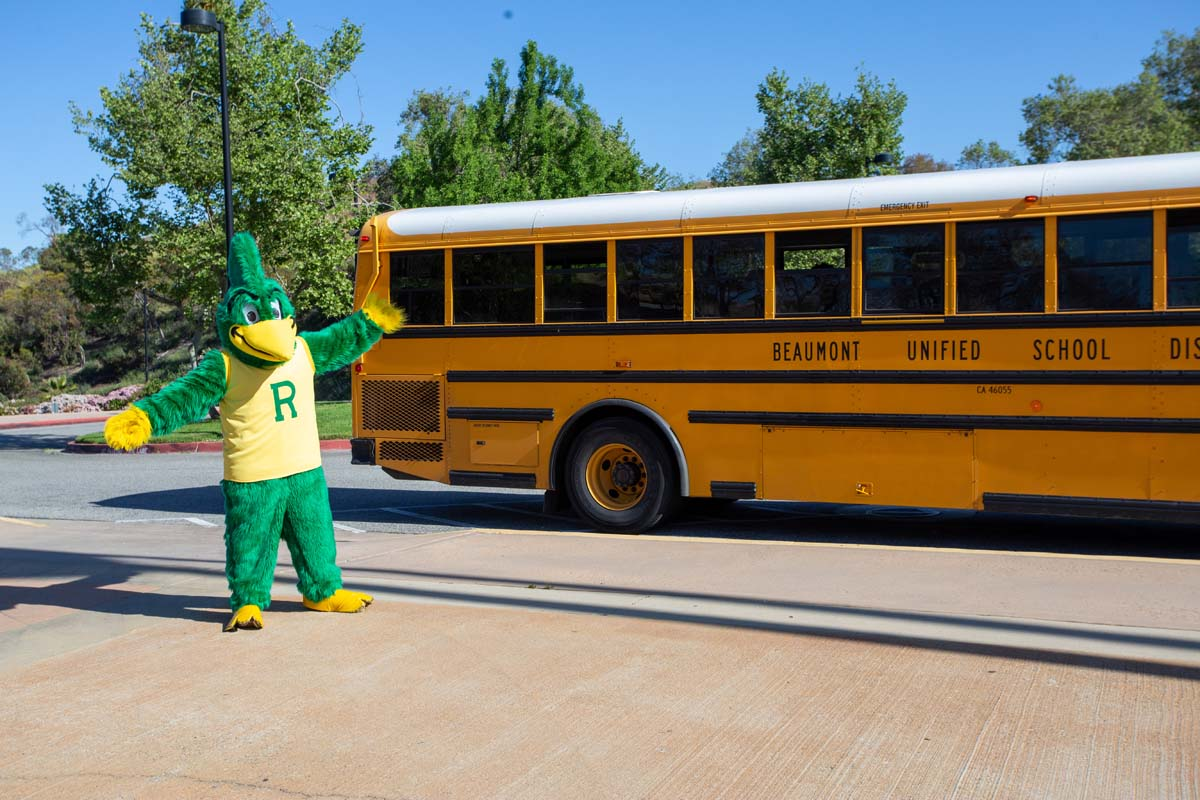 EMERGENCY EXIT
BEAUMONT UNIFIED SCHOOL DIS
CA 46055
R